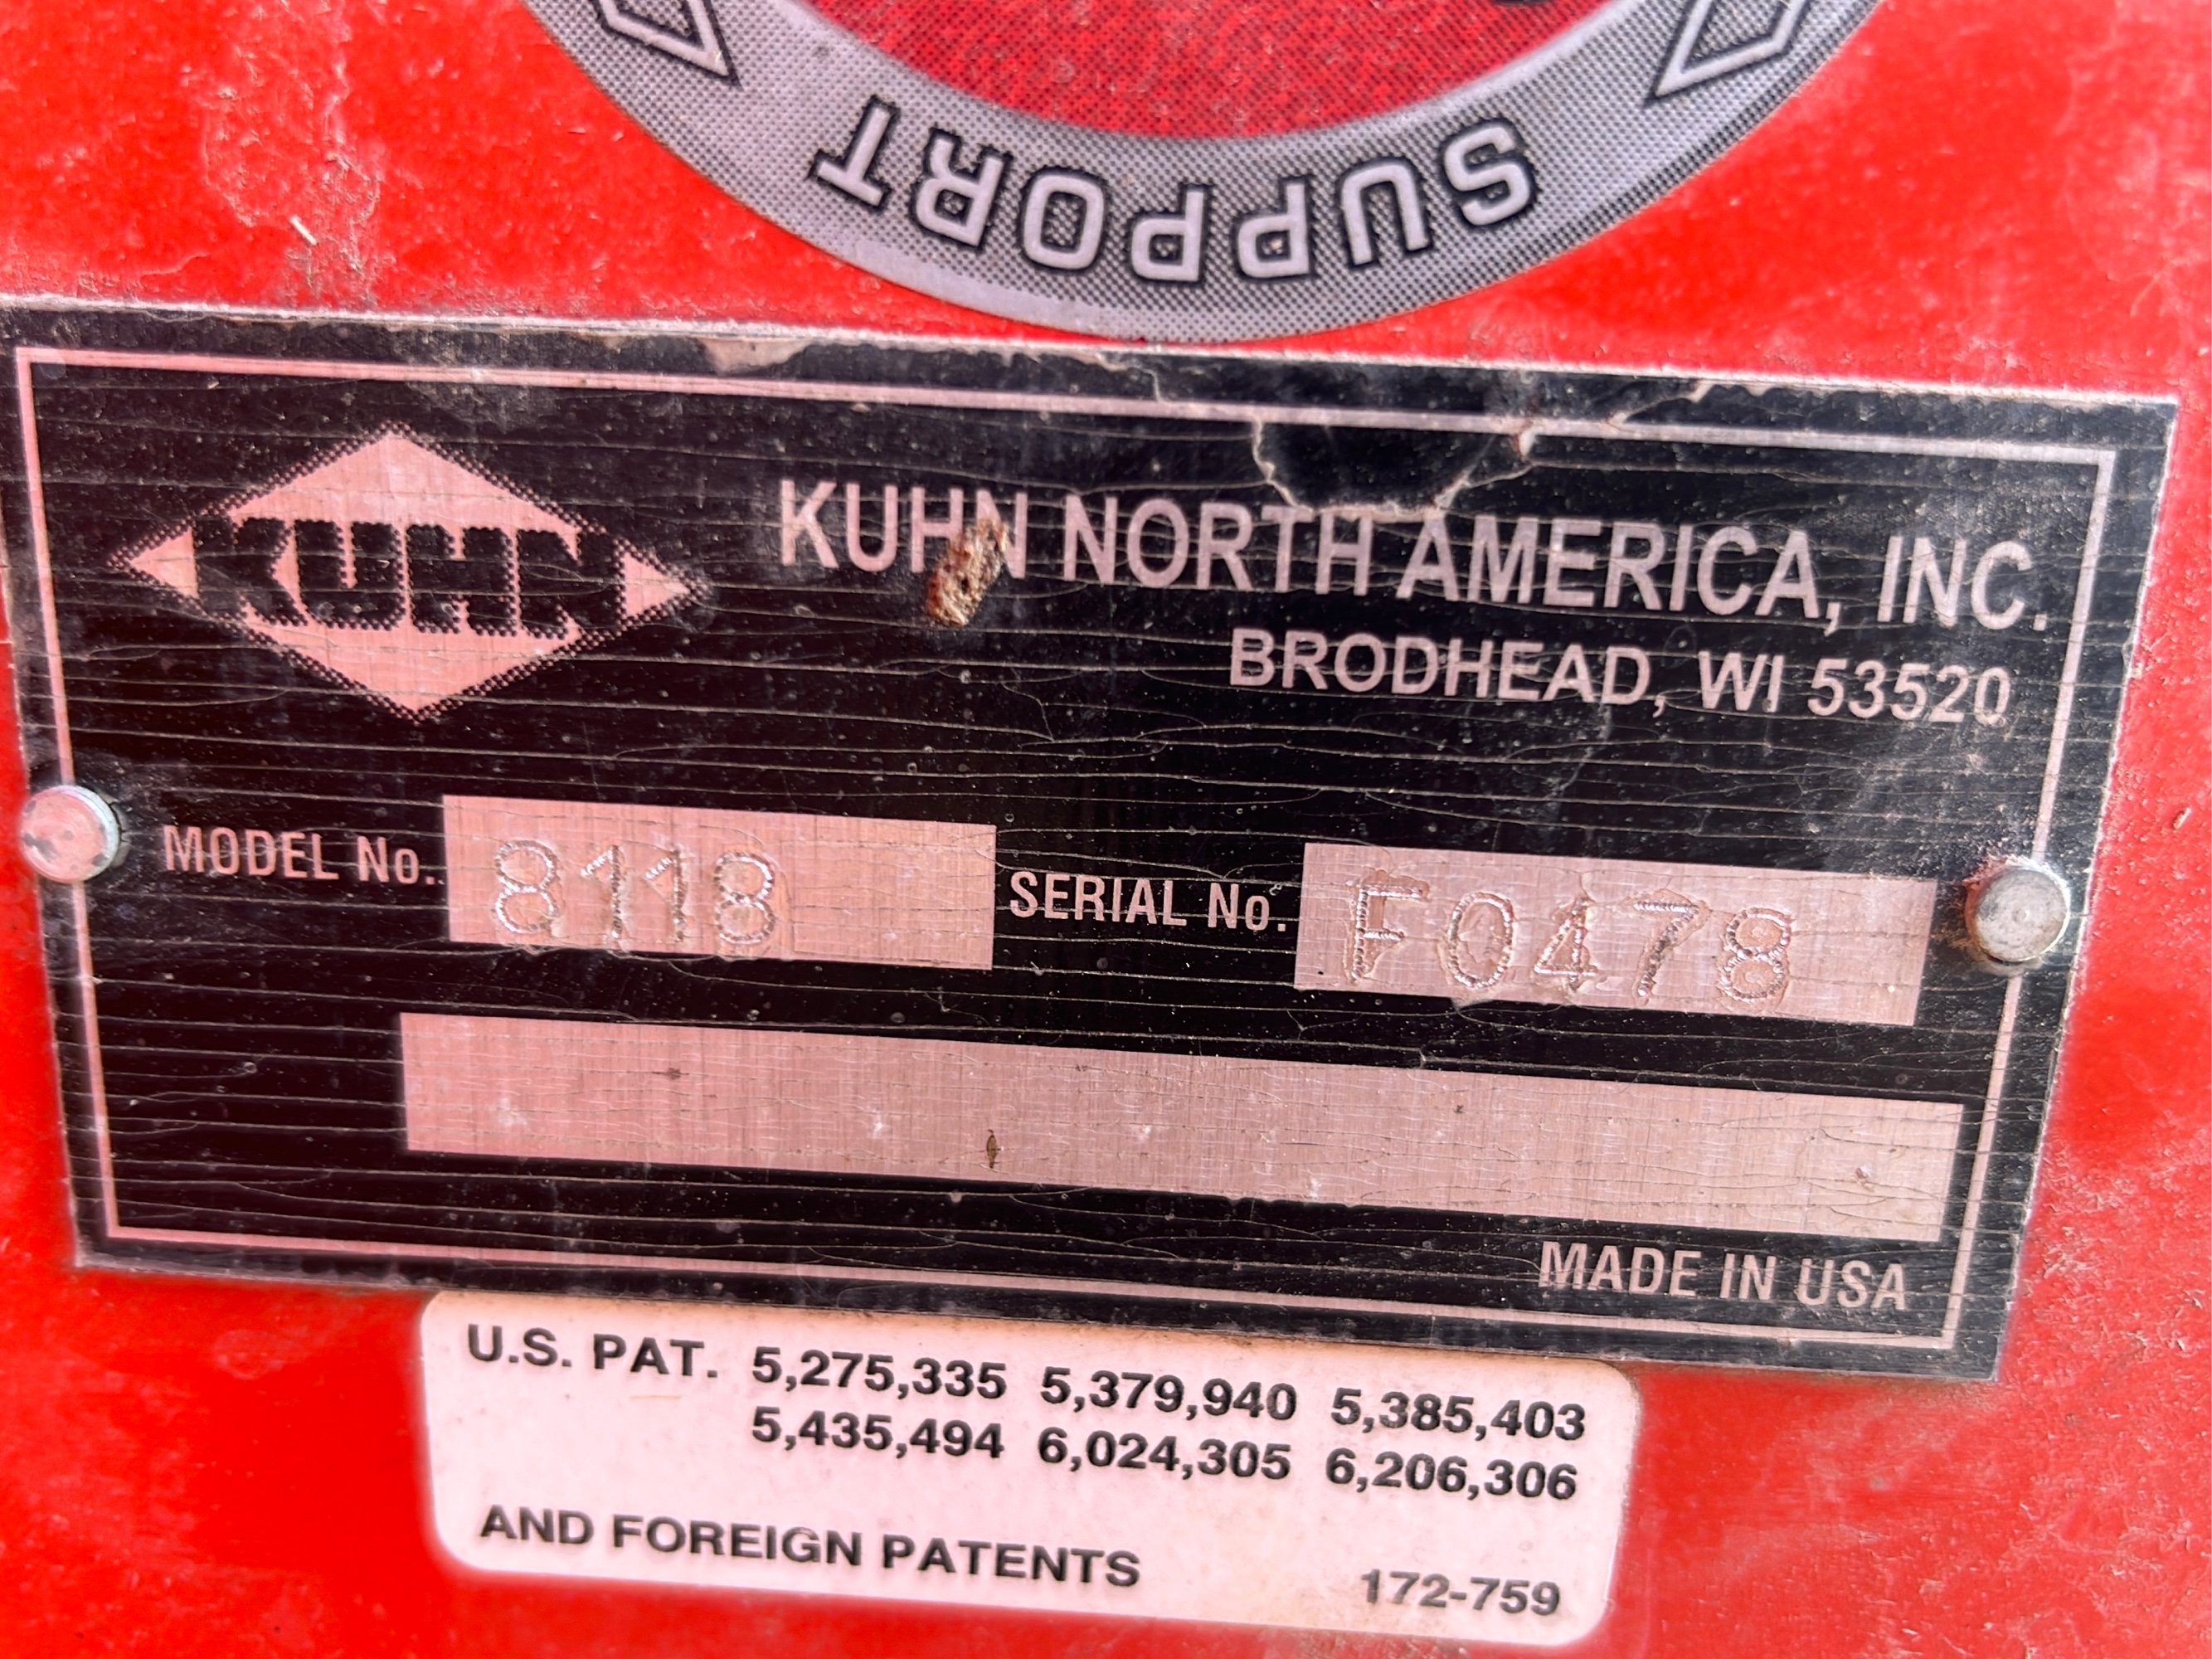 SUPPORT
KUHN
KUHN NORTH AMERICA, INC.
BRODHEAD, WI 53520
MODEL No. 8118 SERIAL No. F0478
MADE IN USA
U.S. PAT. 5,275,335 5,379,940 5,385,403
5,435,494 6,024,305 6,206,306
AND FOREIGN PATENTS 172-759